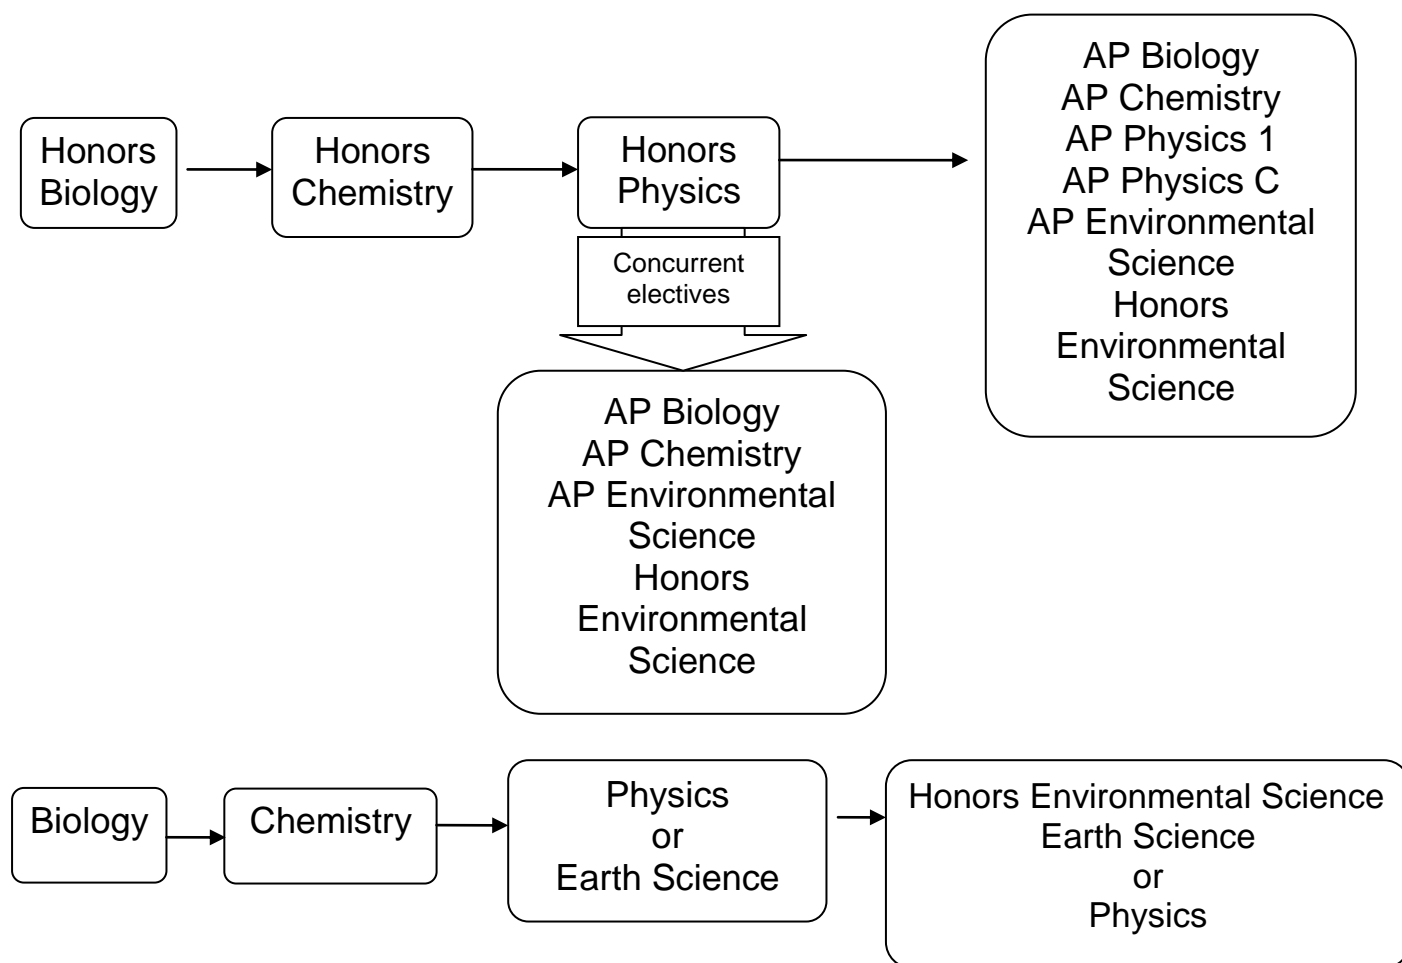 Honors
Biology
Honors
Chemistry
Honors
Physics
AP Biology
AP Chemistry
AP Physics 1
AP Physics C
AP Environmental
Science
Honors
Environmental
Science
Concurrent
electives
AP Biology
AP Chemistry
AP Environmental
Science
Honors
Environmental
Science
Biology
Chemistry
Physics
or
Earth Science
Honors Environmental Science
Earth Science
or
Physics